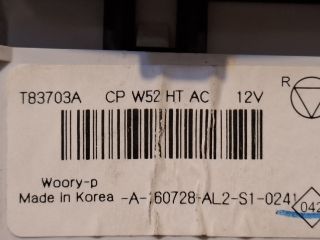 R
T83703A CP W52 HT AC 12V
Woory-p
Made in Korea -A-160728-AL2-S1-0241
042